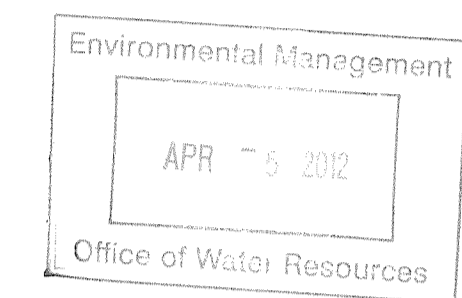 Environmental Management
APR - 5 2012
Office of Water Resources